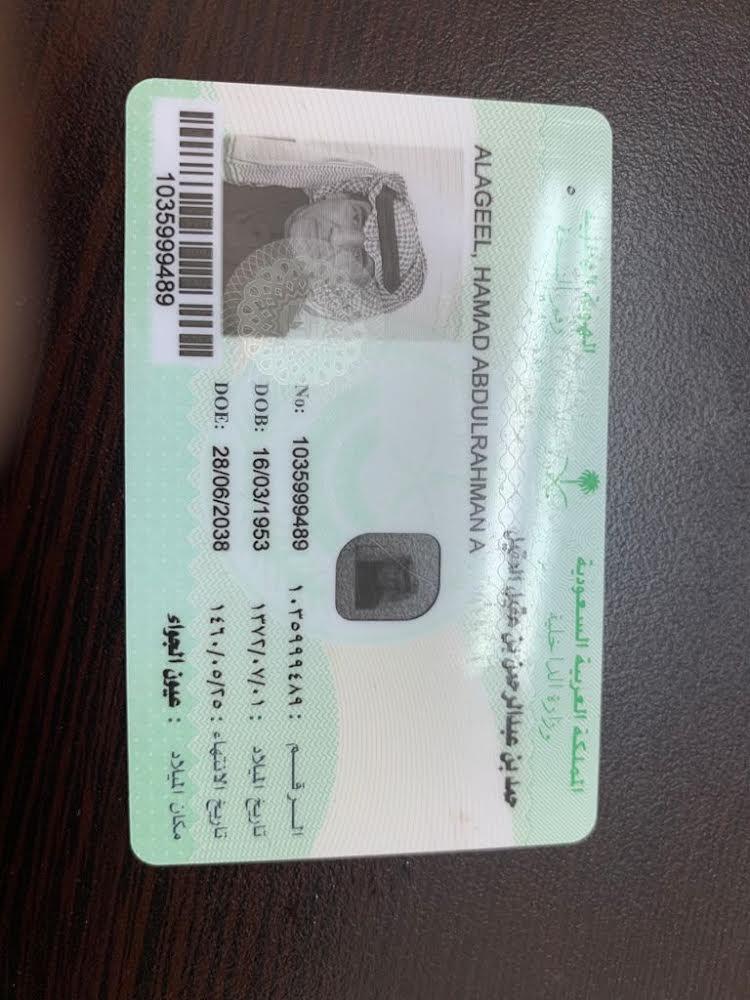 المملكة العربية السعودية
وزارة الداخلية
الهوية الوطنية
حمد بن عبدالرحمن بن عقيل العقيل
ALAGEEL, HAMAD ABDULRAHMAN A
الرقم : ١٠٣٥٩٩٩٤٨٩ No: 1035999489
تاريخ الميلاد : ١٣٧٢/٠٧/٠١ DOB: 16/03/1953
تاريخ الانتهاء : ١٤٦٠/٠٥/٢٥ DOE: 28/06/2038
مكان الميلاد : عيون الجواء
1035999489